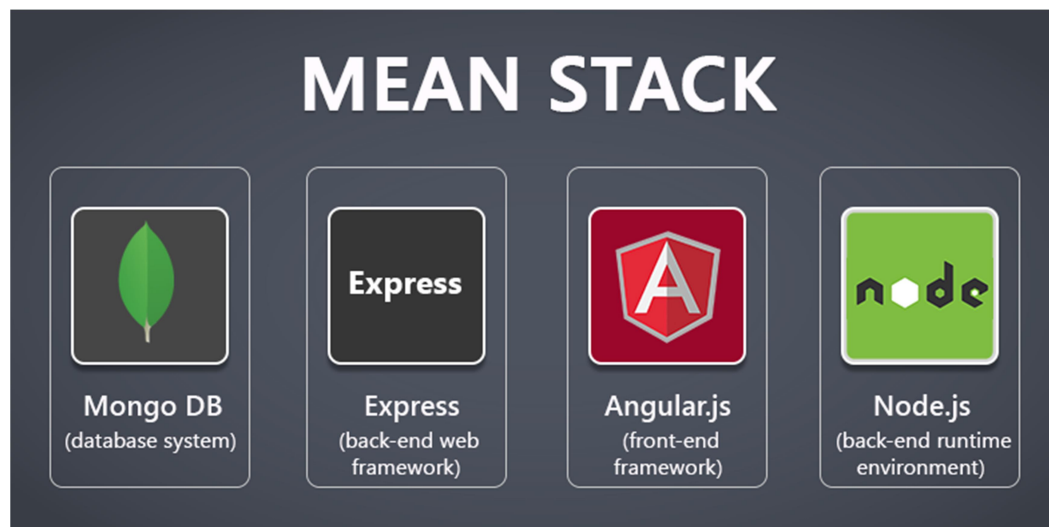 MEAN STACK
Express
A
node
Mongo DB
(database system)
Express
(back-end web
framework)
Angular.js
(front-end
framework)
Node.js
(back-end runtime
environment)